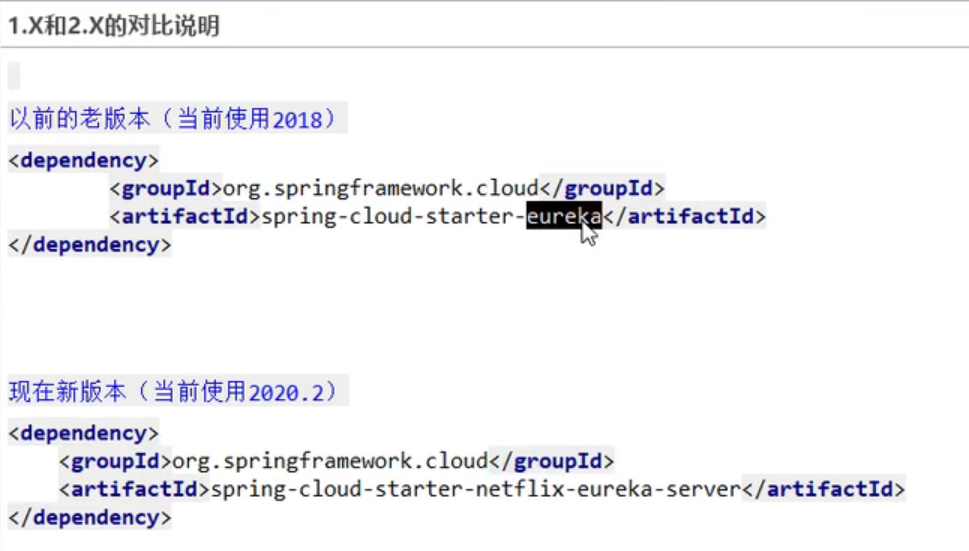 1.X和2.X的对比说明
以前的老版本（当前使用2018）
<dependency>
<groupId>org.springframework.cloud</groupId>
<artifactId>spring-cloud-starter-eureka</artifactId>
</dependency>
现在新版本（当前使用2020.2）
<dependency>
<groupId>org.springframework.cloud</groupId>
<artifactId>spring-cloud-starter-netflix-eureka-server</artifactId>
</dependency>